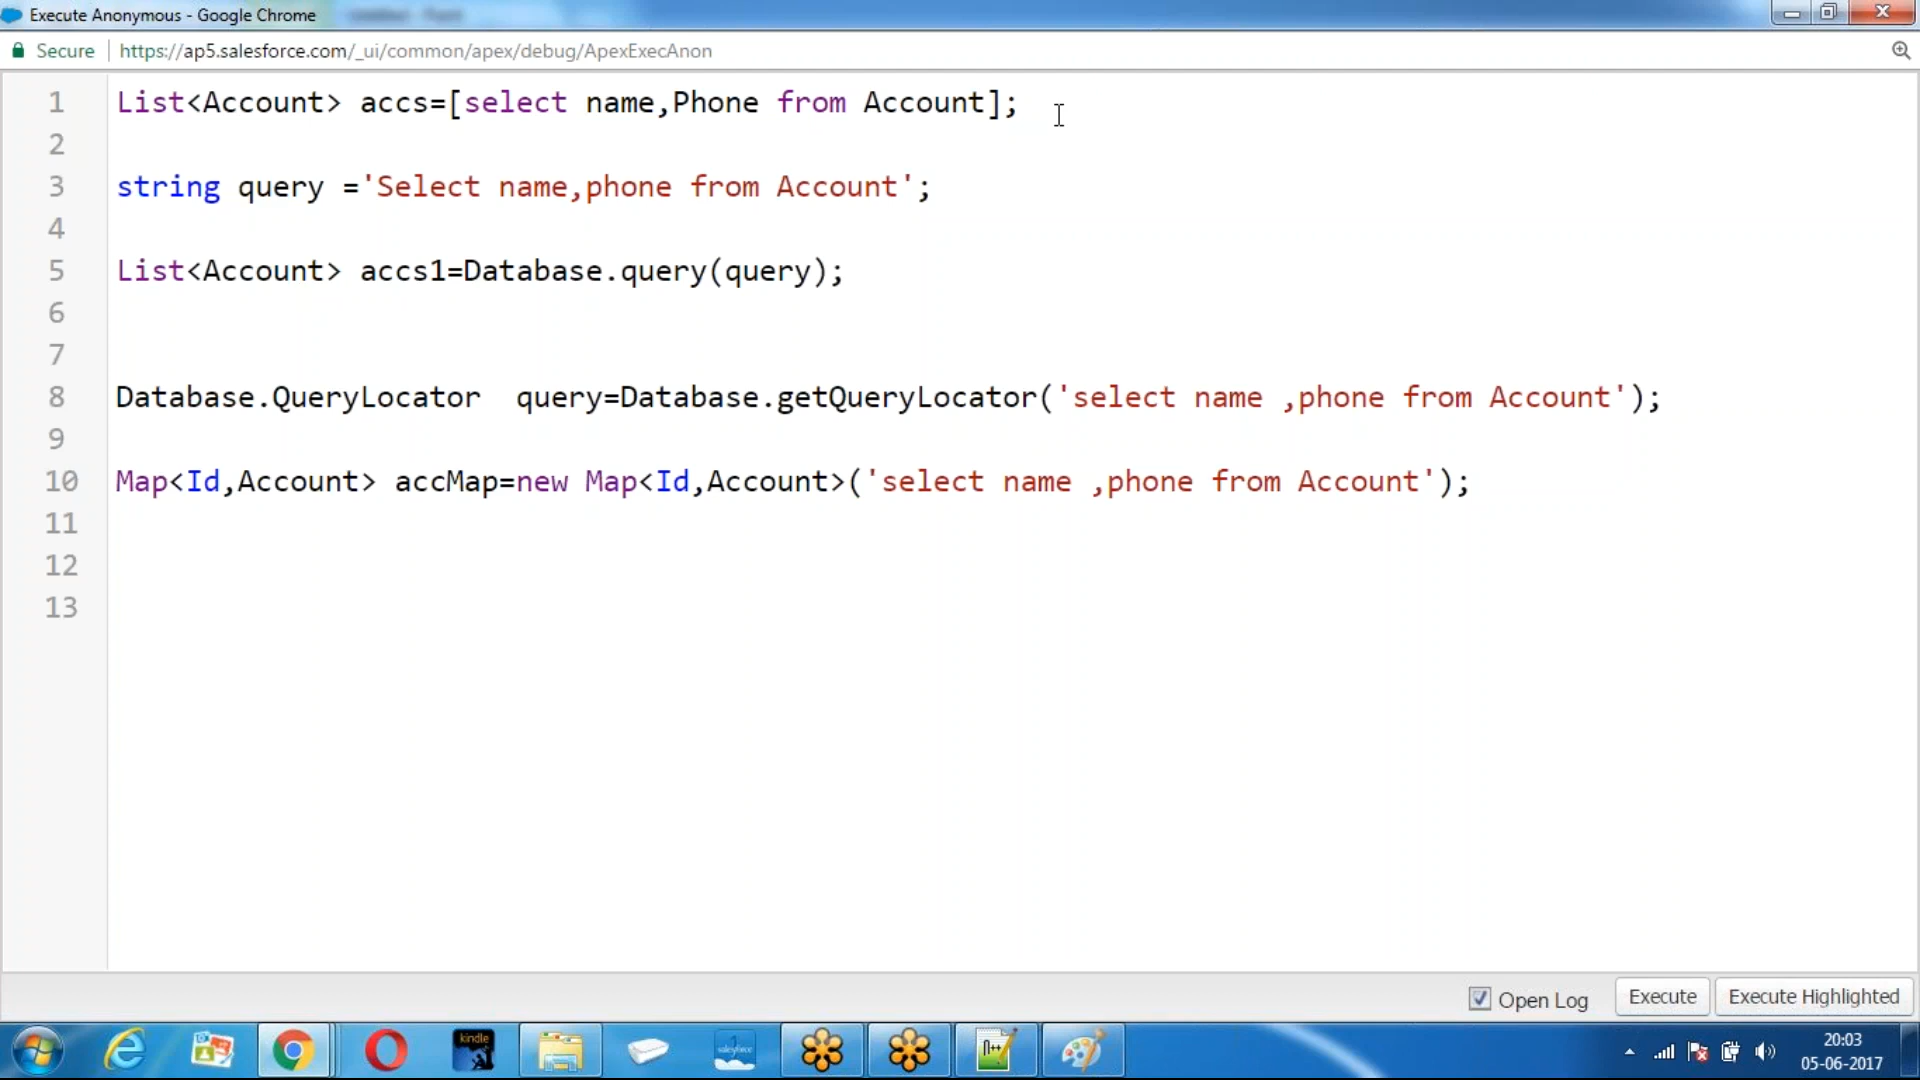 Execute Anonymous - Google Chrome
Secure https://ap5.salesforce.com/_ui/common/apex/debug/ApexExecAnon
1 List<Account> accs=[select name,Phone from Account];
2
3 string query ='Select name,phone from Account';
4
5 List<Account> accs1=Database.query(query);
6
7
8 Database.QueryLocator  query=Database.getQueryLocator('select name ,phone from Account');
9
10 Map<Id,Account> accMap=new Map<Id,Account>('select name ,phone from Account');
11
12
13
Open Log Execute Execute Highlighted
kindle
salesforce
n++
20:03
05-06-2017